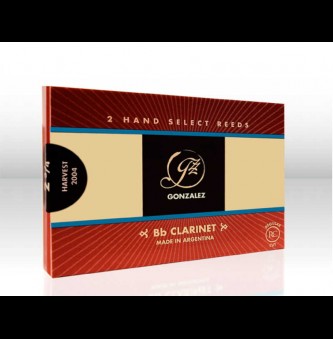 2 HAND SELECT REEDS
GONZALEZ
Bb CLARINET
MADE IN ARGENTINA
HARVEST
2004